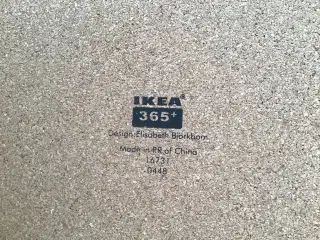 IKEA®
365+
Design Elisabeth Björkbom
Made in PR of China
16731
0448